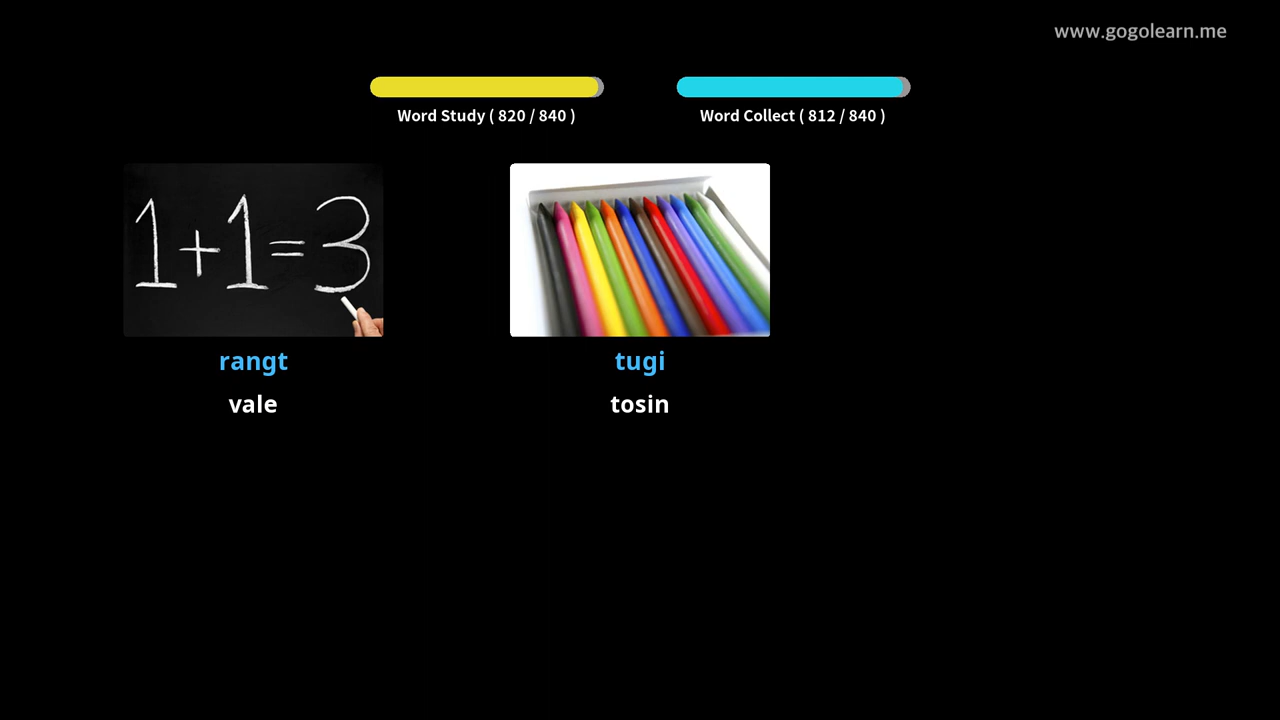 www.gogolearn.me
Word Study ( 820 / 840 )
Word Collect ( 812 / 840 )
1+1=3
rangt
tugi
vale
tosin